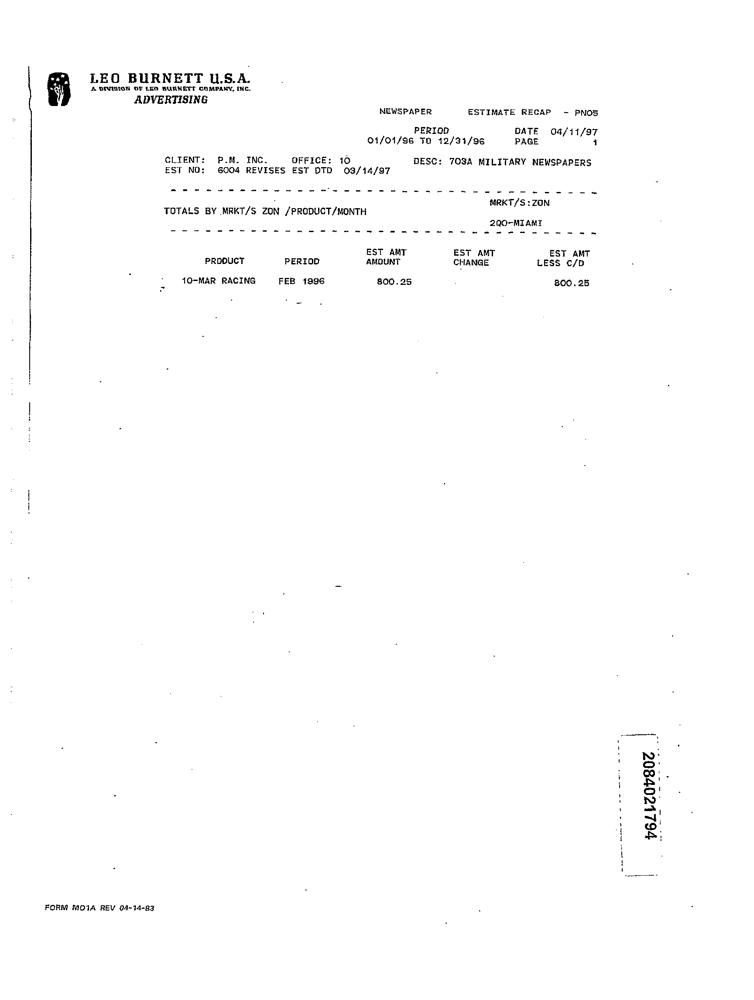 LEO BURNETT U.S.A.
A DIVISION OF LEO BURNETT COMPANY, INC.
ADVERTISING
NEWSPAPER ESTIMATE RECAP - PN05
PERIOD DATE 04/11/97
01/01/96 TO 12/31/96 PAGE 1
CLIENT: P.M. INC. OFFICE: 10 DESC: 703A MILITARY NEWSPAPERS
EST NO: 6004 REVISES EST DTD 03/14/97
MRKT/S:ZON
TOTALS BY MRKT/S ZON /PRODUCT/MONTH
2QO-MIAMI
EST AMT EST AMT EST AMT
PRODUCT PERIOD AMOUNT CHANGE LESS C/D
10-MAR RACING FEB 1996 800.25 800.25
2084021794
FORM MO1A REV 04-14-83